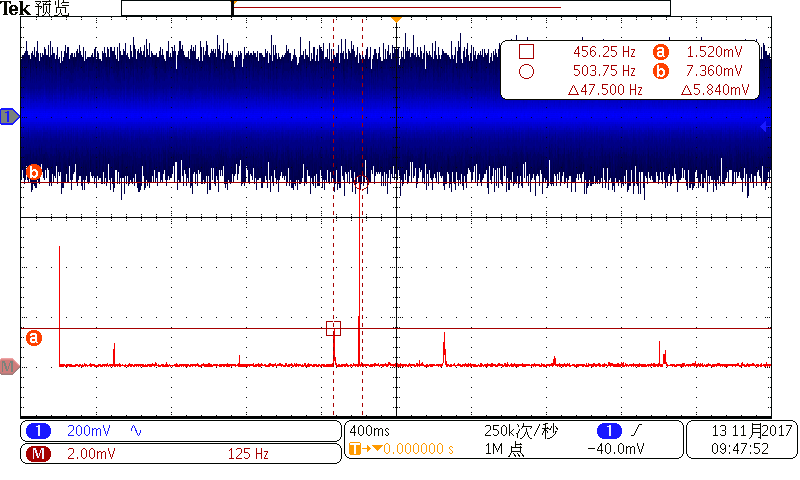 Tek 预览
456.25 Hz a 1.520mV
503.75 Hz b 7.360mV
△47.500 Hz △5.840mV
1
b
a
M
1 200mV 400ms 250k次/秒 1 -40.0mV 13 11月2017
M 2.00mV 125 Hz T→▼0.000000 s 1M 点 09:47:52